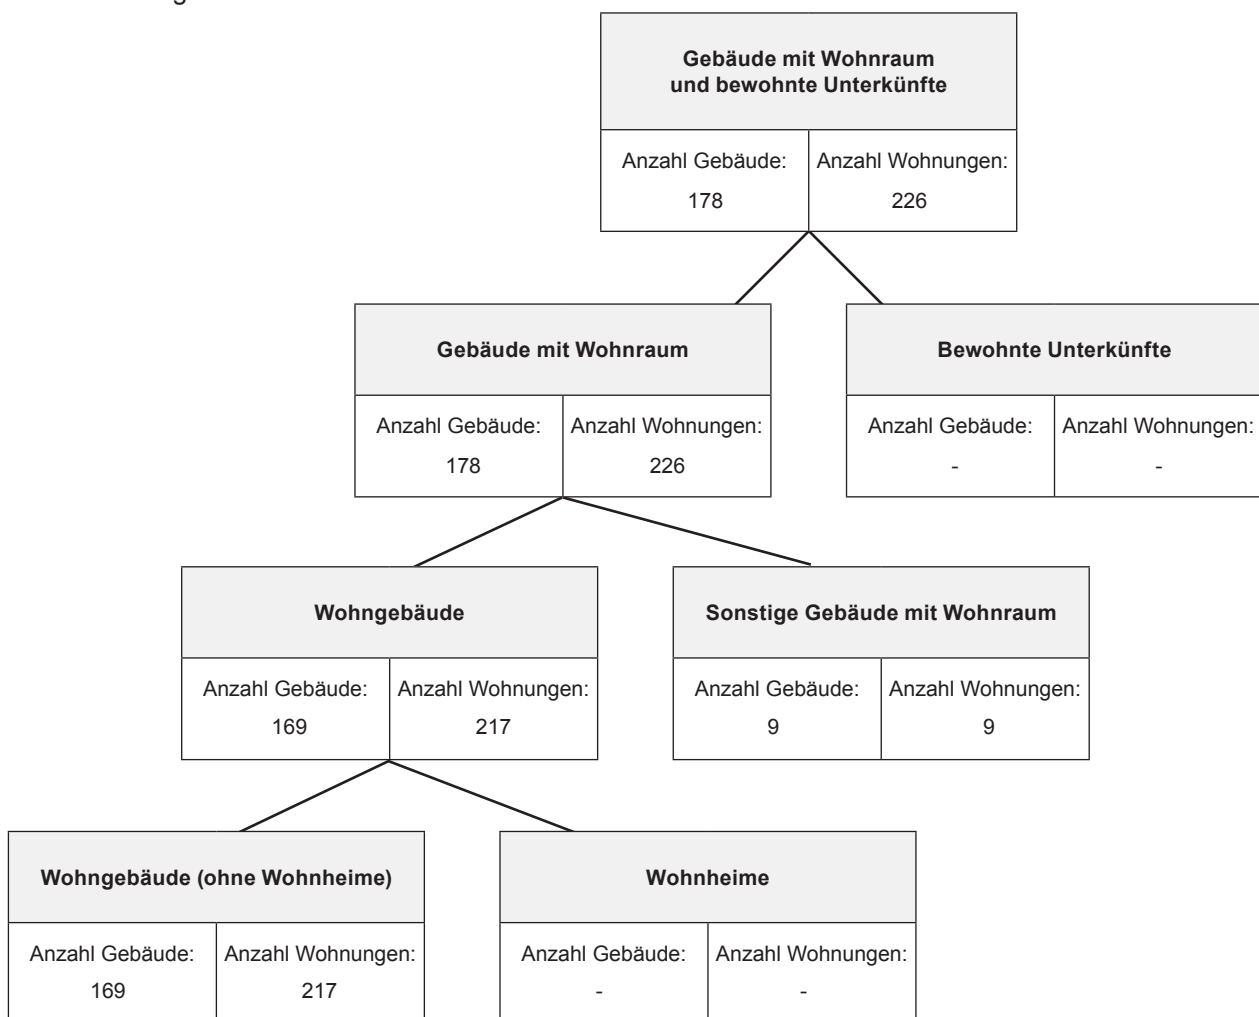 Gebäude mit Wohnraum
und bewohnte Unterkünfte
Anzahl Gebäude: Anzahl Wohnungen:
178 226
Gebäude mit Wohnraum
Anzahl Gebäude: Anzahl Wohnungen:
178 226
Bewohnte Unterkünfte
Anzahl Gebäude: Anzahl Wohnungen:
- -
Wohngebäude
Anzahl Gebäude: Anzahl Wohnungen:
169 217
Sonstige Gebäude mit Wohnraum
Anzahl Gebäude: Anzahl Wohnungen:
9 9
Wohngebäude (ohne Wohnheime)
Anzahl Gebäude: Anzahl Wohnungen:
169 217
Wohnheime
Anzahl Gebäude: Anzahl Wohnungen:
- -